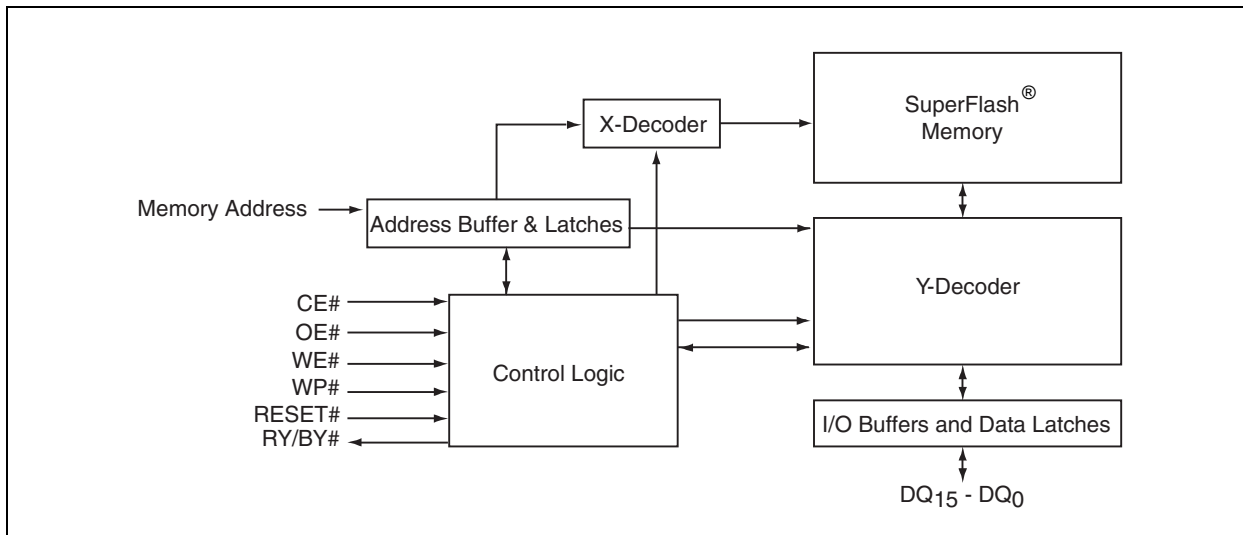 SuperFlash®
Memory
X-Decoder
Memory Address
Address Buffer & Latches
Y-Decoder
CE#
OE#
WE#
WP#
RESET#
RY/BY#
Control Logic
I/O Buffers and Data Latches
DQ15 - DQ0